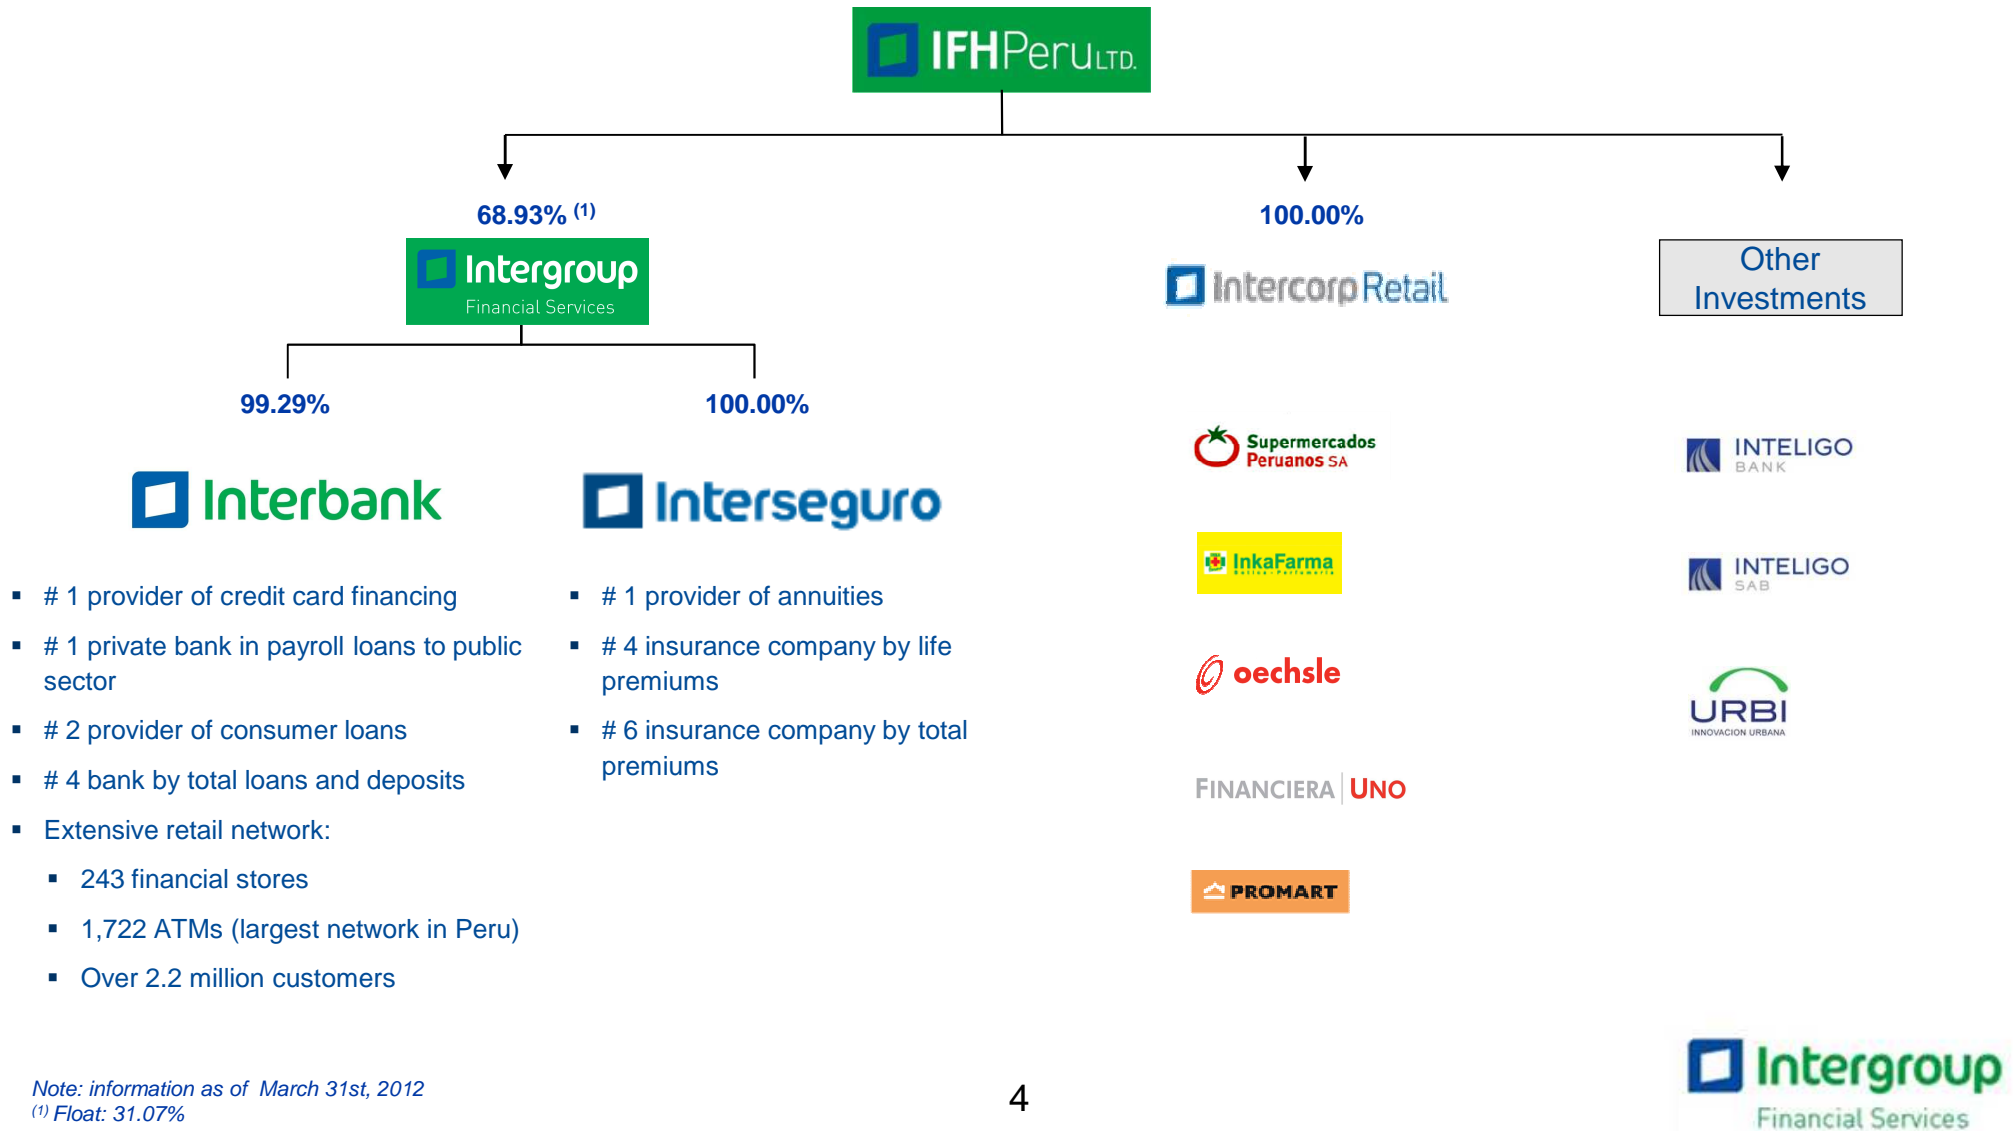 IFHPeru LTD.
68.93% (1)
100.00%
Intergroup
Financial Services
Intercorp Retail
Other
Investments
99.29%
100.00%
Interbank
Interseguro
▪ # 1 provider of credit card financing
▪ # 1 private bank in payroll loans to public
sector
▪ # 2 provider of consumer loans
▪ # 4 bank by total loans and deposits
▪ Extensive retail network:
▪ 243 financial stores
▪ 1,722 ATMs (largest network in Peru)
▪ Over 2.2 million customers
▪ # 1 provider of annuities
▪ # 4 insurance company by life
premiums
▪ # 6 insurance company by total
premiums
Supermercados
Peruanos SA
InkaFarma
Botica - Perfumería
oechsle
FINANCIERA UNO
PROMART
INTELIGO
BANK
INTELIGO
SAB
URBI
INNOVACION URBANA
Note: information as of March 31st, 2012
(1) Float: 31.07%
4
Intergroup
Financial Services